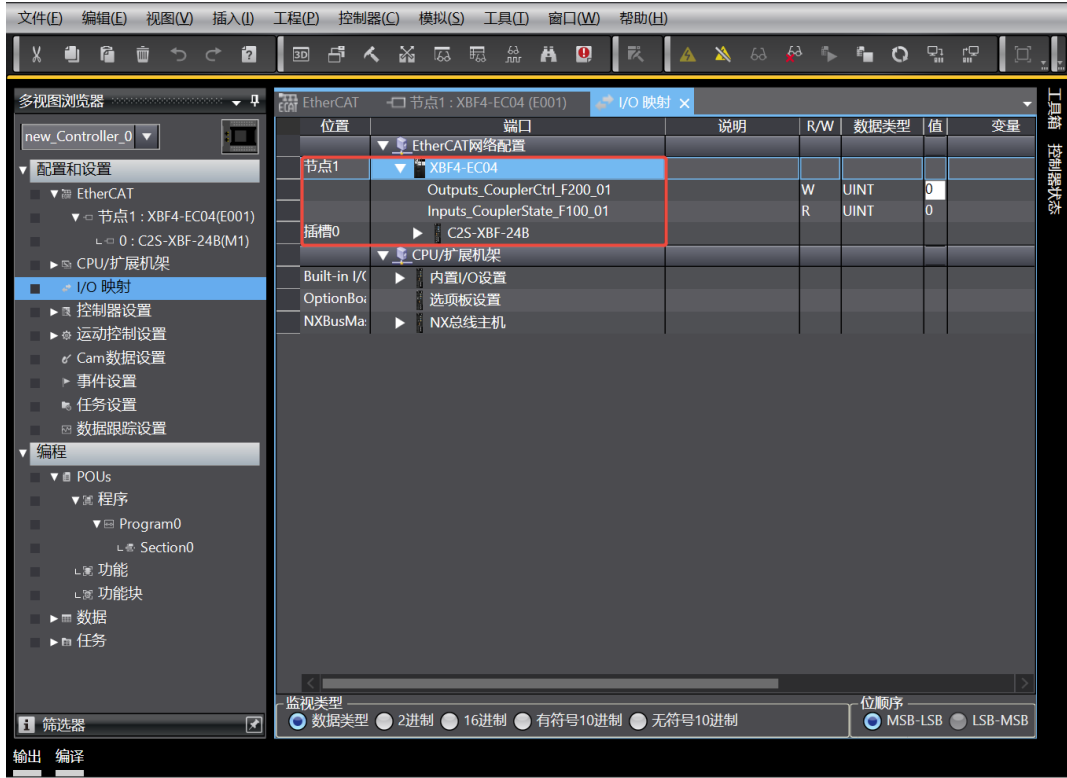 文件(F) 编辑(E) 视图(V) 插入(I) 工程(P) 控制器(C) 模拟(S) 工具(T) 窗口(W) 帮助(H)
3D
多视图浏览器
new_Controller_0
配置和设置
EtherCAT
节点1 : XBF4-EC04(E001)
0 : C2S-XBF-24B(M1)
CPU/扩展机架
I/O 映射
控制器设置
运动控制设置
Cam数据设置
事件设置
任务设置
数据跟踪设置
编程
POUs
程序
Program0
Section0
功能
功能块
数据
任务
筛选器
EtherCAT 节点1 : XBF4-EC04 (E001) I/O 映射
位置 端口 说明 R/W 数据类型 值 变量
EtherCAT网络配置
节点1 XBF4-EC04
Outputs_CouplerCtrl_F200_01 W UINT 0
Inputs_CouplerState_F100_01 R UINT 0
插槽0 C2S-XBF-24B
CPU/扩展机架
Built-in I/( 内置I/O设置
OptionBo 选项板设置
NXBusMa NX总线主机
监视类型
数据类型 2进制 16进制 有符号10进制 无符号10进制
位顺序
MSB-LSB LSB-MSB
工具箱
控制器状态
输出 编译